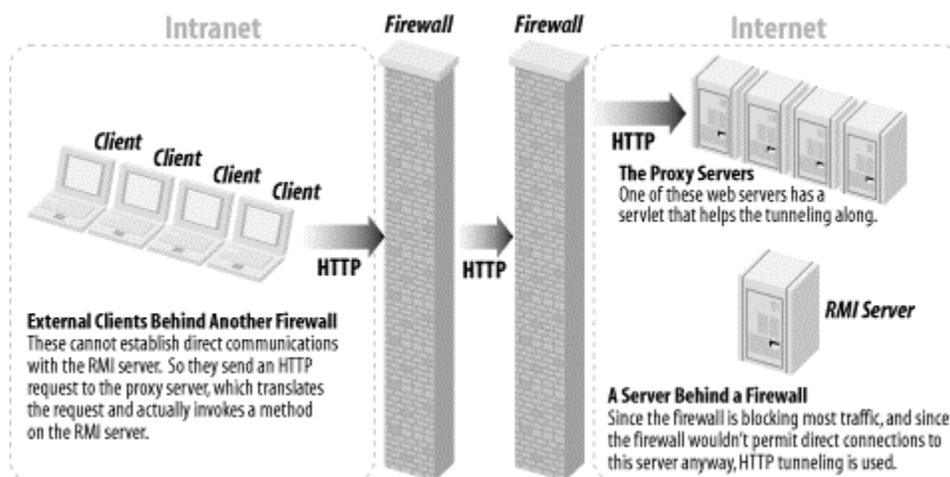 Intranet
Firewall
Firewall
Internet
Client
Client
Client
Client
HTTP
HTTP
HTTP
The Proxy Servers
One of these web servers has a
servlet that helps the tunneling along.
RMI Server
External Clients Behind Another Firewall
These cannot establish direct communications
with the RMI server. So they send an HTTP
request to the proxy server, which translates
the request and actually invokes a method
on the RMI server.
A Server Behind a Firewall
Since the firewall is blocking most traffic, and since
the firewall wouldn't permit direct connections to
this server anyway, HTTP tunneling is used.